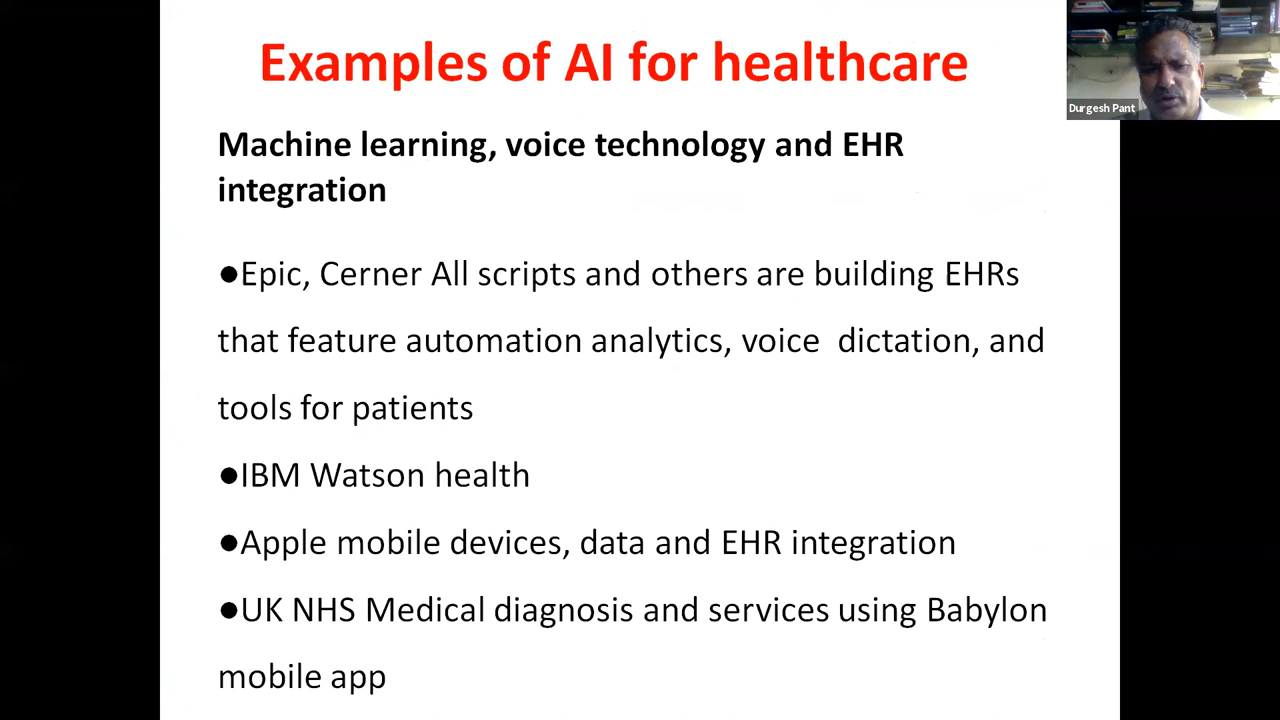 Examples of AI for healthcare
Durgesh Pant
Machine learning, voice technology and EHR
integration
●Epic, Cerner All scripts and others are building EHRs
that feature automation analytics, voice  dictation, and
tools for patients
●IBM Watson health
●Apple mobile devices, data and EHR integration
●UK NHS Medical diagnosis and services using Babylon
mobile app